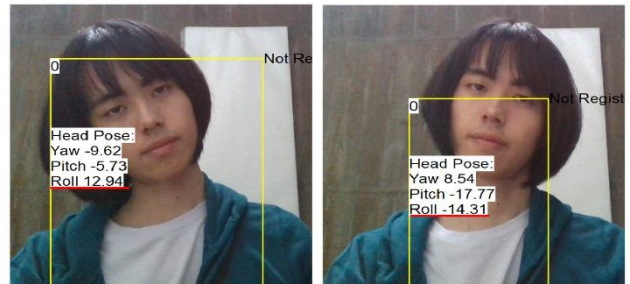 0
Not Re
Head Pose:
Yaw -9.62
Pitch -5.73
Roll 12.94
0
Not Regist
Head Pose:
Yaw 8.54
Pitch -17.77
Roll -14.31